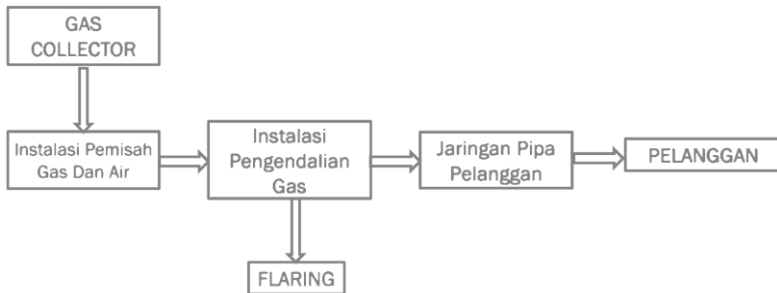 GAS
COLLECTOR
Instalasi Pemisah
Gas Dan Air
Instalasi
Pengendalian
Gas
Jaringan Pipa
Pelanggan
PELANGGAN
FLARING